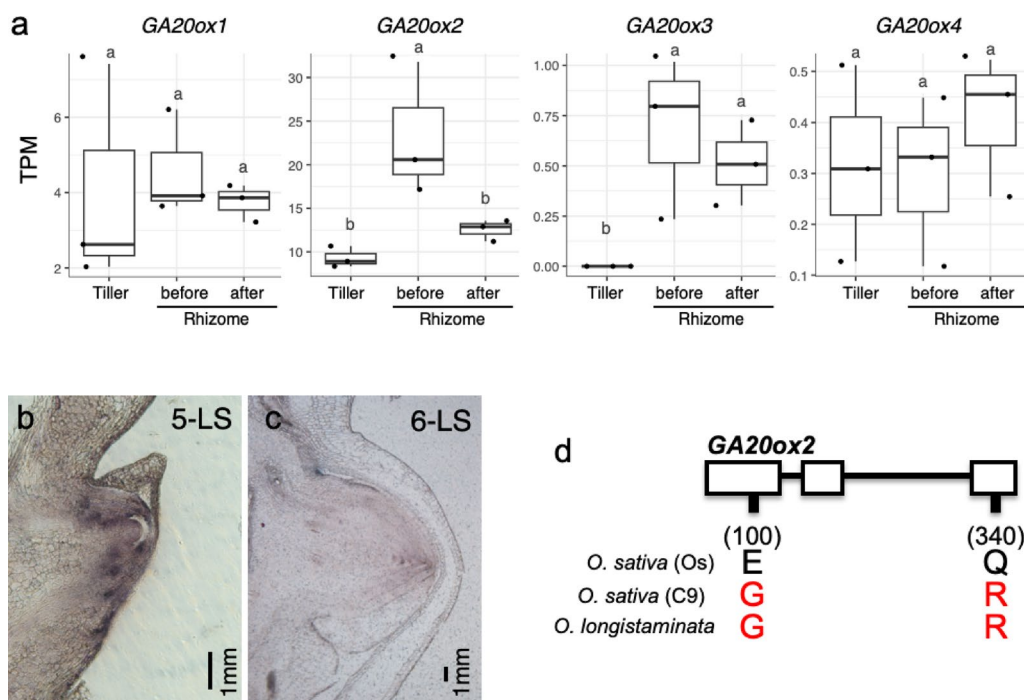 a
GA20ox1 GA20ox2 GA20ox3 GA20ox4
TPM
6
4
2
a
a
a
Tiller before after
Rhizome
30
25
20
15
10
b
a
b
Tiller before after
Rhizome
1.00
0.75
0.50
0.25
0.00
b
a
a
Tiller before after
Rhizome
0.5
0.4
0.3
0.2
0.1
a
a
a
Tiller before after
Rhizome
b 5-LS
1mm
c 6-LS
1mm
d
GA20ox2
(100) (340)
O. sativa (Os) E Q
O. sativa (C9) G R
O. longistaminata G R